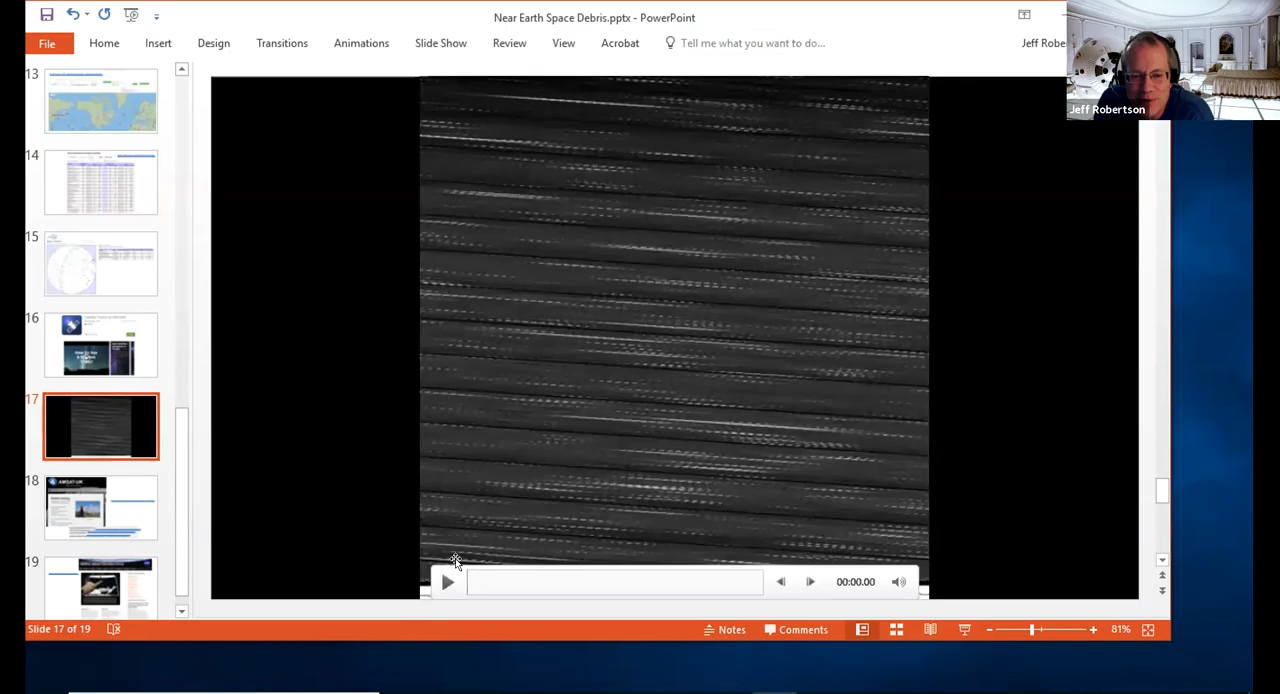 Near Earth Space Debris.pptx - PowerPoint
File Home Insert Design Transitions Animations Slide Show Review View Acrobat Tell me what you want to do... Jeff Robe
Jeff Robertson
13
14
15
16
17
18
AMSAT-UK
19
00:00.00
Slide 17 of 19 Notes Comments 81%